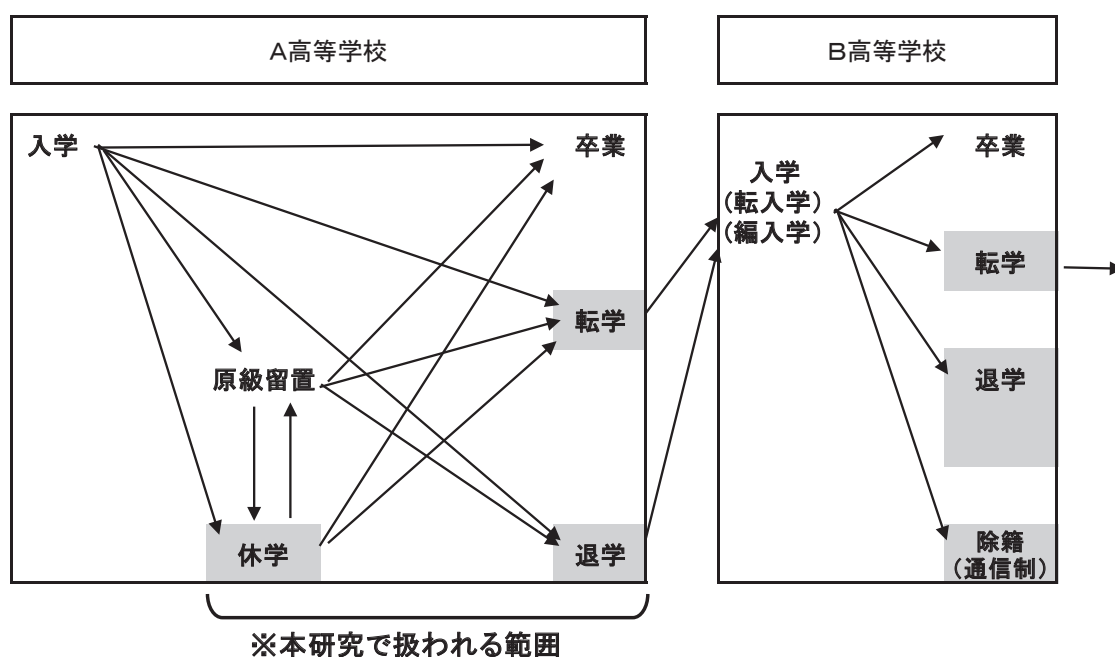 A高等学校
B高等学校
入学
卒業
転学
原級留置
休学
退学
入学
(転入学)
(編入学)
卒業
転学
退学
除籍
(通信制)
※本研究で扱われる範囲